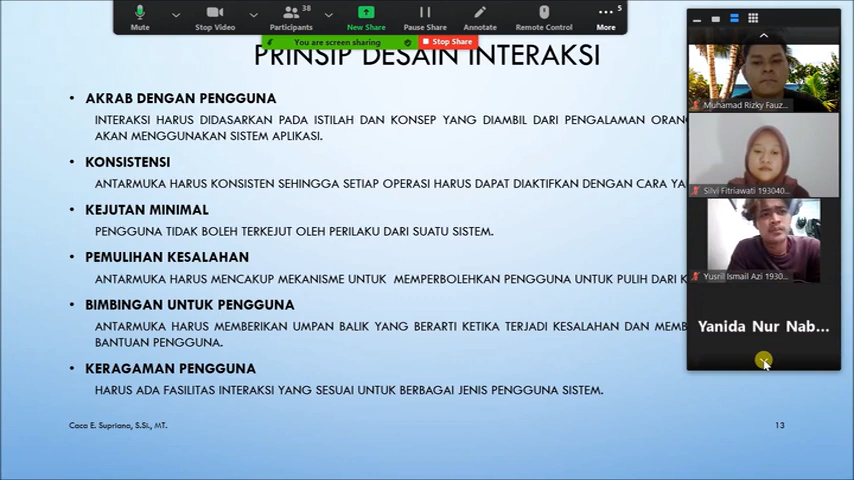 38
5
Mute
Stop Video
Participants
New Share
Pause Share
Annotate
Remote Control
More
You are screen sharing
Stop Share
PRINSIP DESAIN INTERAKSI
• AKRAB DENGAN PENGGUNA
INTERAKSI HARUS DIDASARKAN PADA ISTILAH DAN KONSEP YANG DIAMBIL DARI PENGALAMAN ORANG
AKAN MENGGUNAKAN SISTEM APLIKASI.
• KONSISTENSI
ANTARMUKA HARUS KONSISTEN SEHINGGA SETIAP OPERASI HARUS DAPAT DIAKTIFKAN DENGAN CARA YA
• KEJUTAN MINIMAL
PENGGUNA TIDAK BOLEH TERKEJUT OLEH PERILAKU DARI SUATU SISTEM.
• PEMULIHAN KESALAHAN
ANTARMUKA HARUS MENCAKUP MEKANISME UNTUK MEMPERBOLEHKAN PENGGUNA UNTUK PULIH DARI K
• BIMBINGAN UNTUK PENGGUNA
ANTARMUKA HARUS MEMBERIKAN UMPAN BALIK YANG BERARTI KETIKA TERJADI KESALAHAN DAN MEMB
BANTUAN PENGGUNA.
• KERAGAMAN PENGGUNA
HARUS ADA FASILITAS INTERAKSI YANG SESUAI UNTUK BERBAGAI JENIS PENGGUNA SISTEM.
Caca E. Supriana, S.Si., MT.
13
Muhamad Rizky Fauz...
Silvi Fitriawati 193040...
Yusril Ismail Azi 1930...
Yanida Nur Nab...